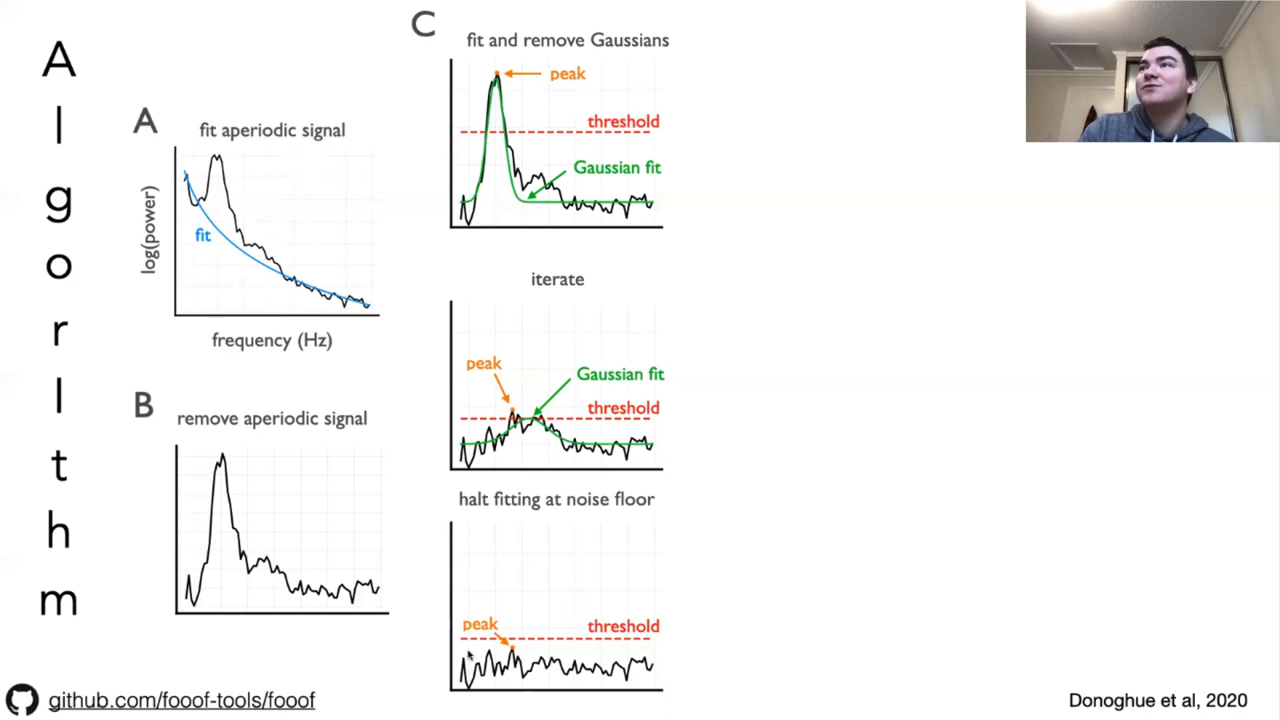 Algorithm
A
fit aperiodic signal
log(power)
fit
frequency (Hz)
B
remove aperiodic signal
C
fit and remove Gaussians
peak
threshold
Gaussian fit
iterate
peak
Gaussian fit
threshold
halt fitting at noise floor
peak
threshold
github.com/fooof-tools/fooof
Donoghue et al, 2020